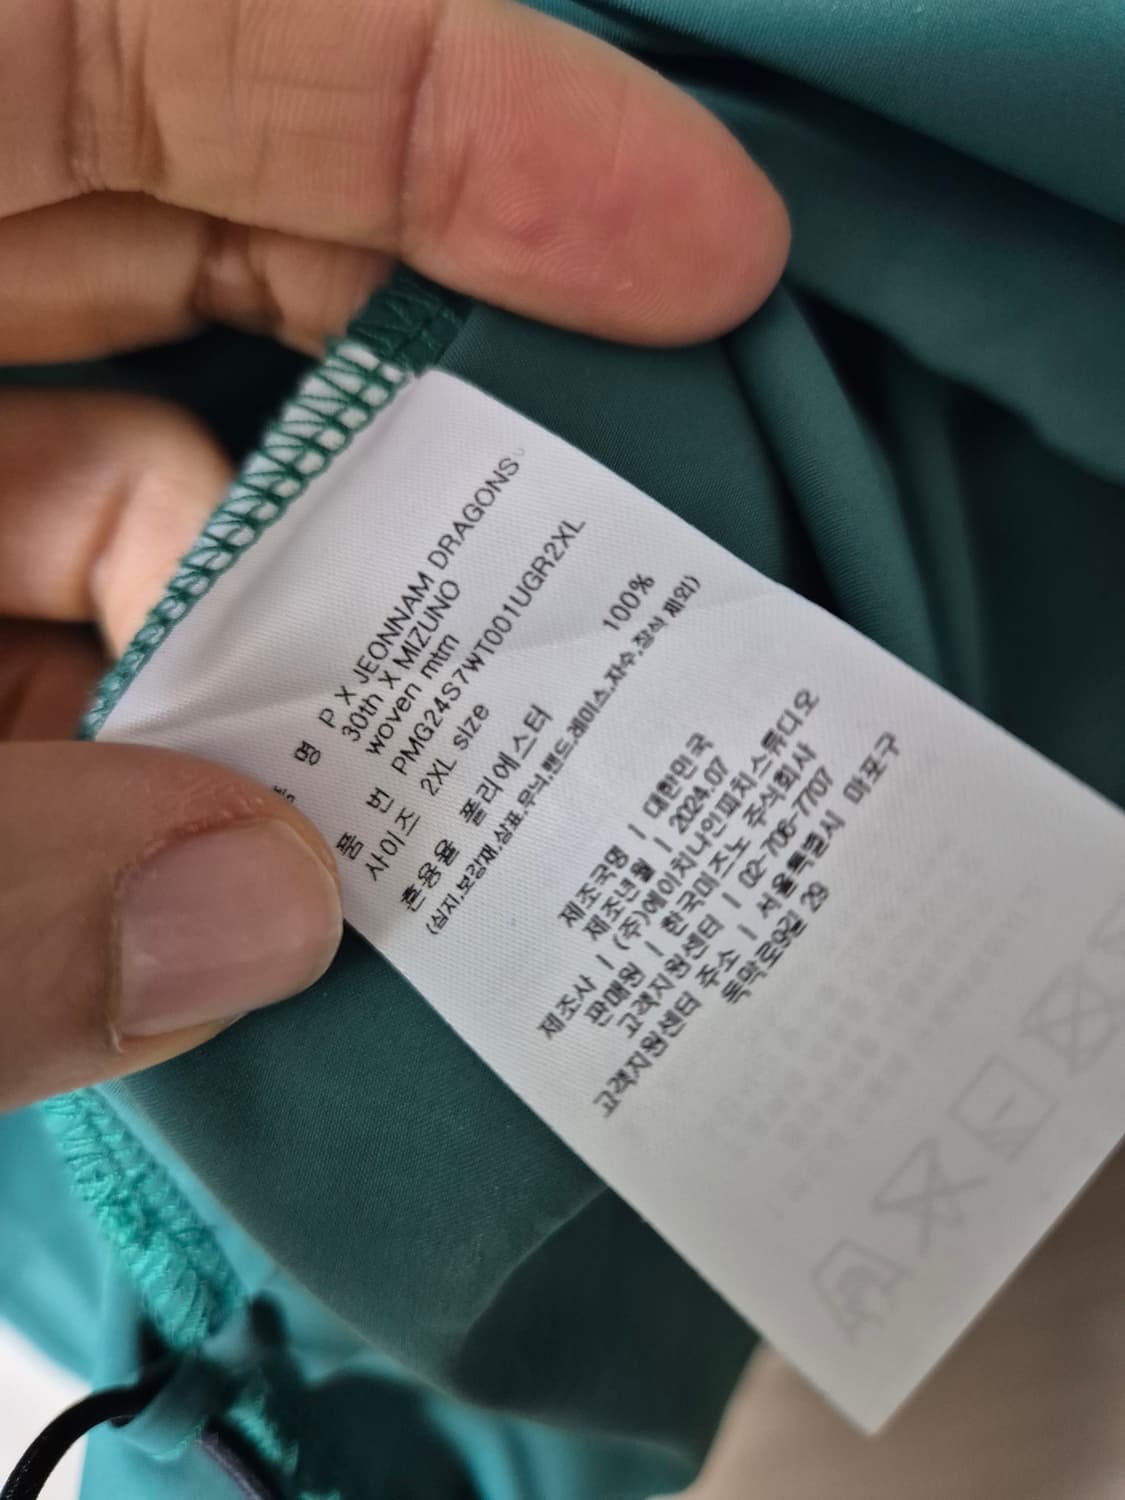 품 명 P X JEONNAM DRAGONS
30th X MIZUNO
woven mtm
품 번 PMG24S7WT001UGR2XL
사이즈 2XL size
혼용율 폴리에스터 100%
(심지,보강재,상표,무늬,밴드,레이스,자수,장식 제외)
제조국명 | 대한민국
제조년월 | 2024.07
제조사 | (주)에이치나인피치스튜디오
판매원 | 한국미즈노 주식회사
고객지원센터 | 02-706-7707
고객지원센터 주소 | 서울특별시 마포구
독막로9길 29